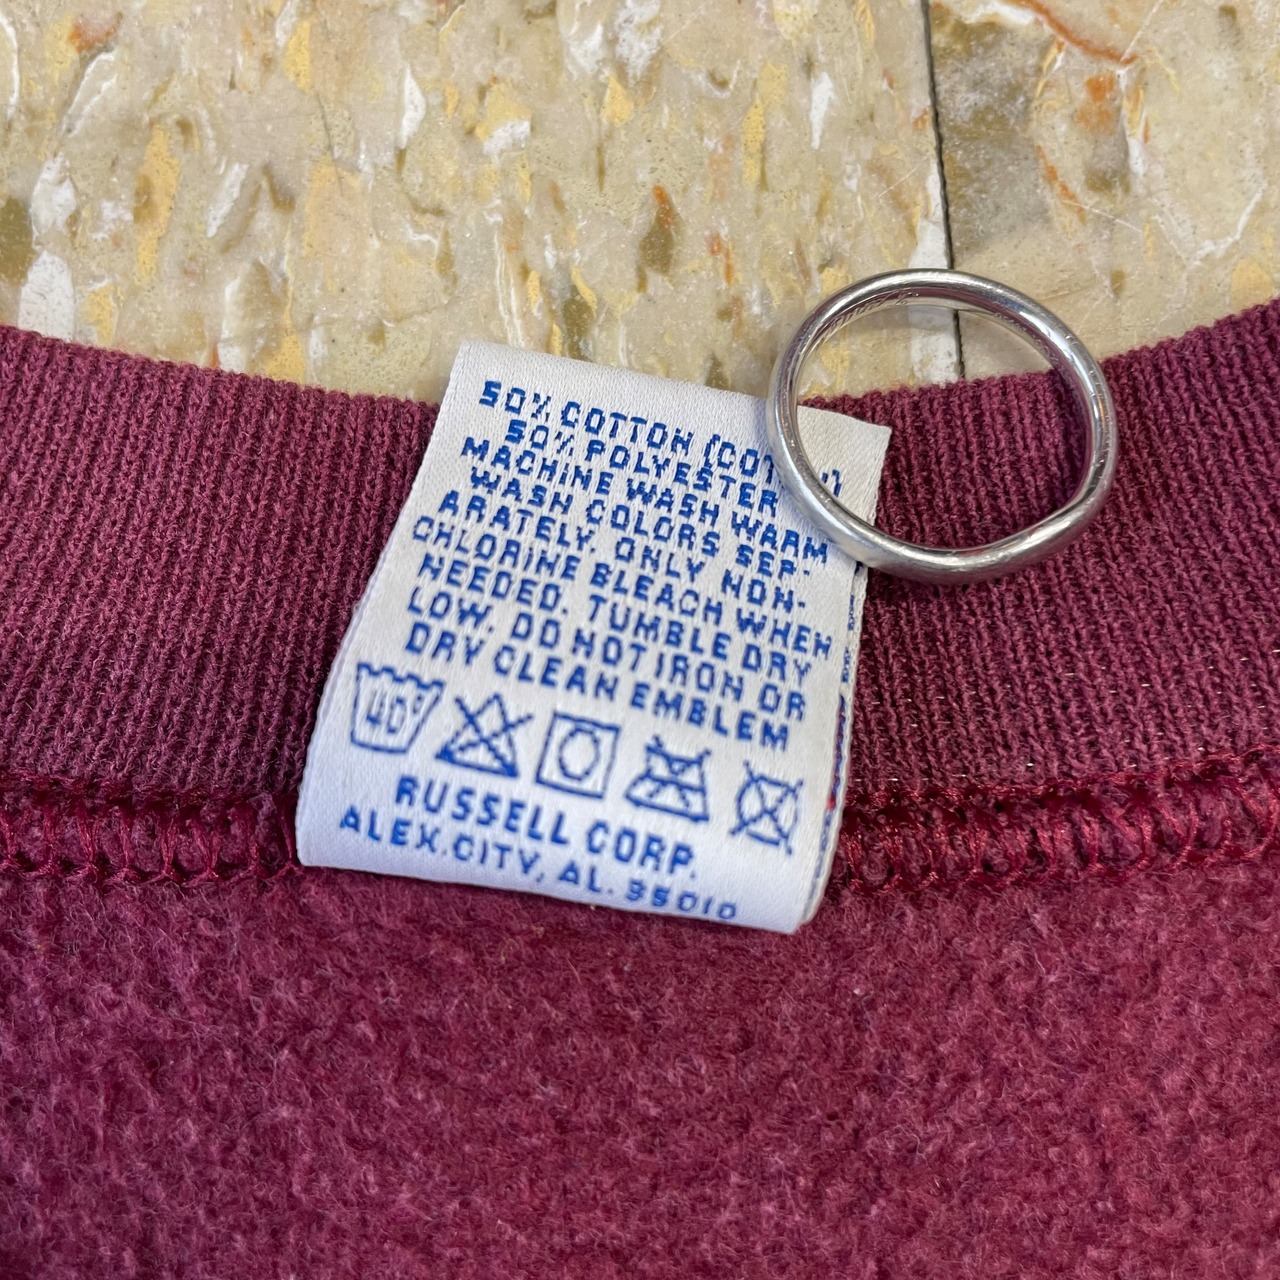 50% COTTON
50% POLYESTER
MACHINE WASH WARM
WASH COLORS SEP-
ARATELY. ONLY NON-
CHLORINE BLEACH WHEN
NEEDED. TUMBLE DRY
LOW. DO NOT IRON OR
DRY CLEAN EMBLEM
40°
RUSSELL CORP.
ALEX.CITY, AL. 35010